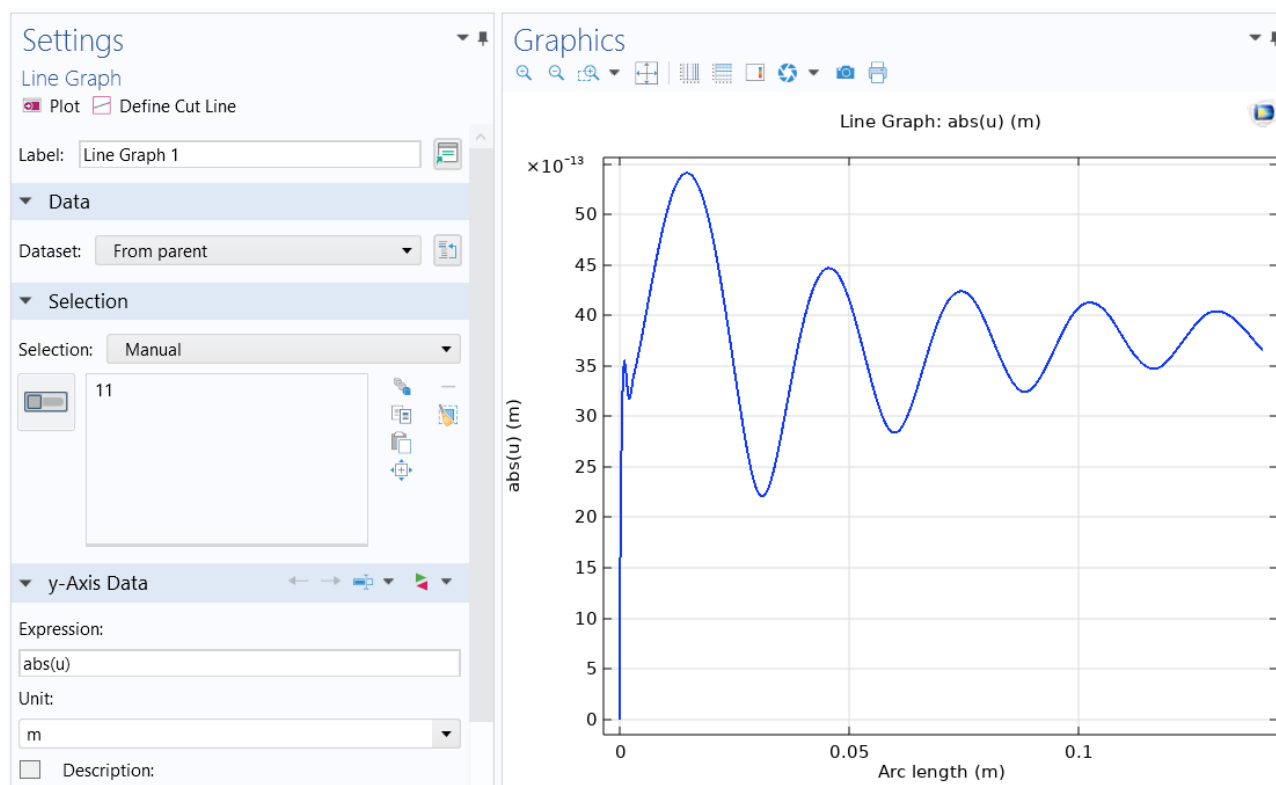 Settings
Line Graph
Plot Define Cut Line
Label: Line Graph 1
Data
Dataset: From parent
Selection
Selection: Manual
11
y-Axis Data
Expression:
abs(u)
Unit:
m
Description:
Graphics
Line Graph: abs(u) (m)
×10⁻¹³
50
45
40
35
30
25
20
15
10
5
0
abs(u) (m)
0 0.05 0.1
Arc length (m)